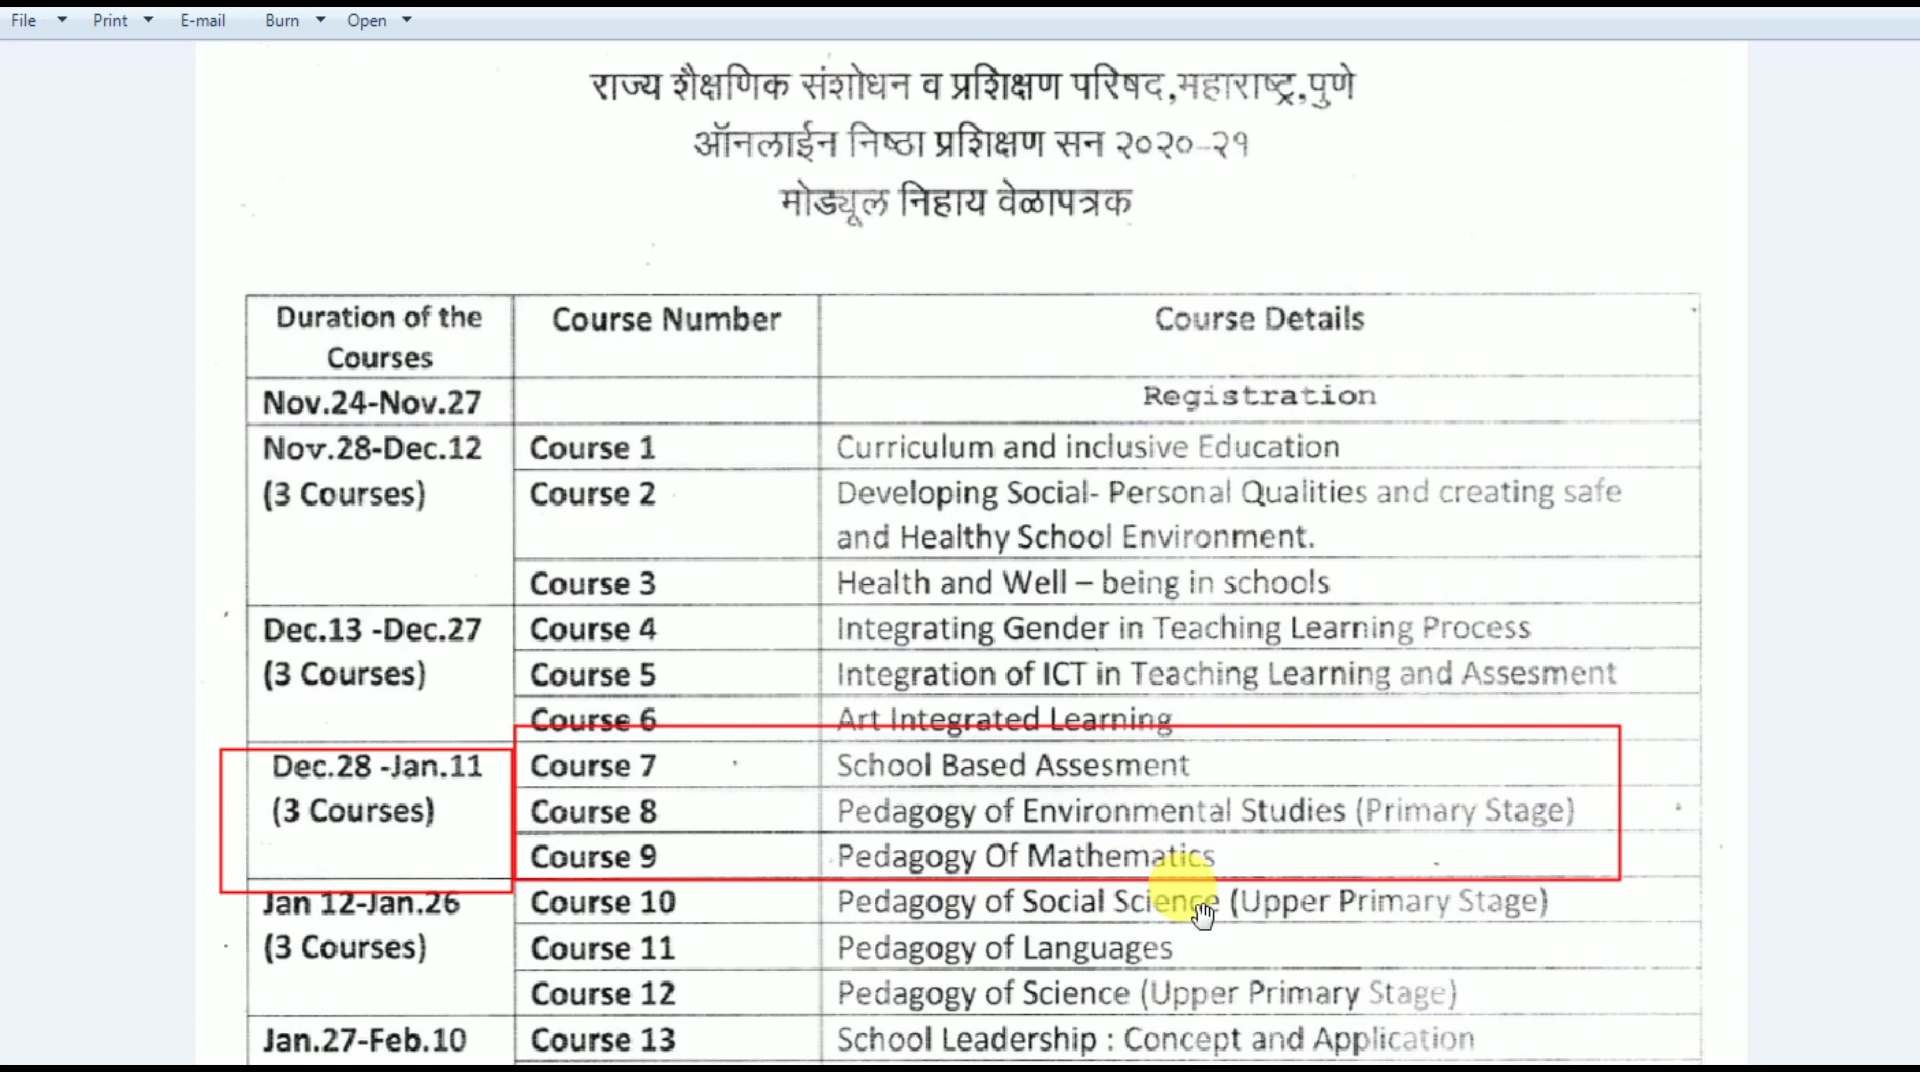 File Print E-mail Burn Open
राज्य शैक्षणिक संशोधन व प्रशिक्षण परिषद,महाराष्ट्र,पुणे
ऑनलाईन निष्ठा प्रशिक्षण सन २०२०-२१
मोड्यूल निहाय वेळापत्रक
Duration of the Courses Course Number Course Details
Nov.24-Nov.27 Registration
Nov.28-Dec.12 Course 1 Curriculum and inclusive Education
(3 Courses) Course 2 Developing Social- Personal Qualities and creating safe
and Healthy School Environment.
Course 3 Health and Well – being in schools
Dec.13 -Dec.27 Course 4 Integrating Gender in Teaching Learning Process
(3 Courses) Course 5 Integration of ICT in Teaching Learning and Assesment
Course 6 Art Integrated Learning
Dec.28 -Jan.11 Course 7 School Based Assesment
(3 Courses) Course 8 Pedagogy of Environmental Studies (Primary Stage)
Course 9 Pedagogy Of Mathematics
Jan 12-Jan.26 Course 10 Pedagogy of Social Science (Upper Primary Stage)
(3 Courses) Course 11 Pedagogy of Languages
Course 12 Pedagogy of Science (Upper Primary Stage)
Jan.27-Feb.10 Course 13 School Leadership : Concept and Application